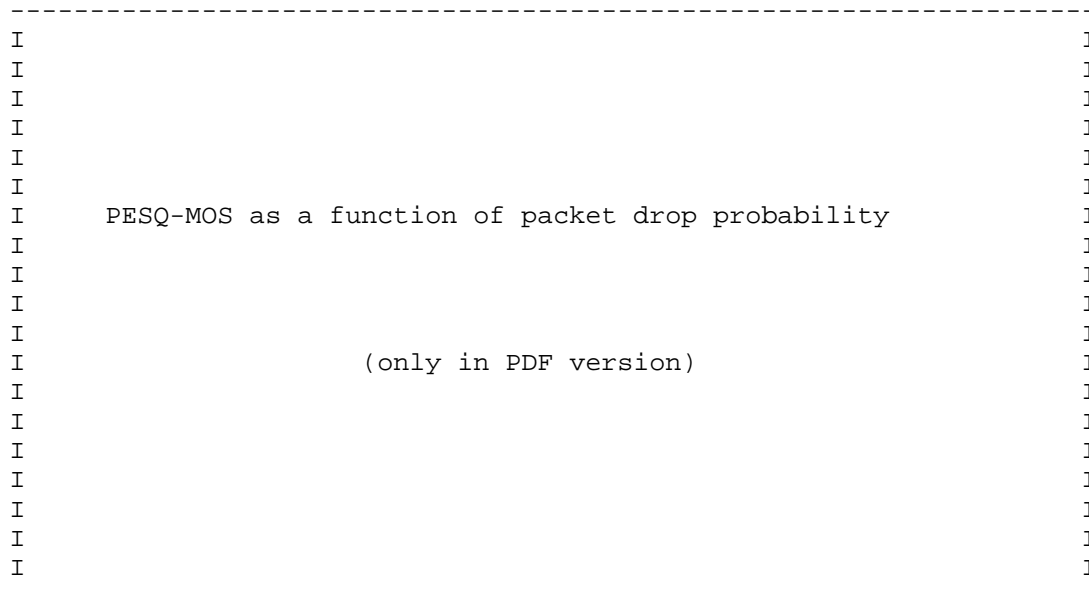 ------------------------------------------------------------------------
I                                                                      I
I                                                                      I
I                                                                      I
I                                                                      I
I                                                                      I
I                                                                      I
I     PESQ-MOS as a function of packet drop probability                I
I                                                                      I
I                                                                      I
I                                                                      I
I                                                                      I
I                      (only in PDF version)                           I
I                                                                      I
I                                                                      I
I                                                                      I
I                                                                      I
I                                                                      I
I                                                                      I
I                                                                      I